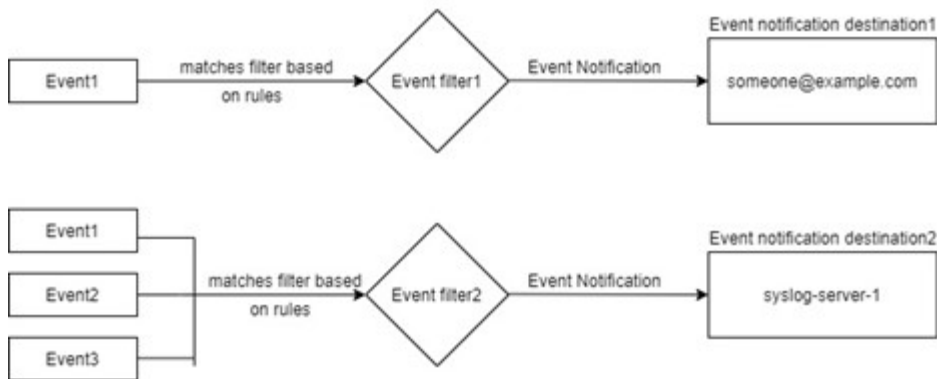 Event notification destination1
Event1
matches filter based
on rules
Event filter1
Event Notification
someone@example.com
Event1
Event notification destination2
Event2
matches filter based
on rules
Event filter2
Event Notification
syslog-server-1
Event3